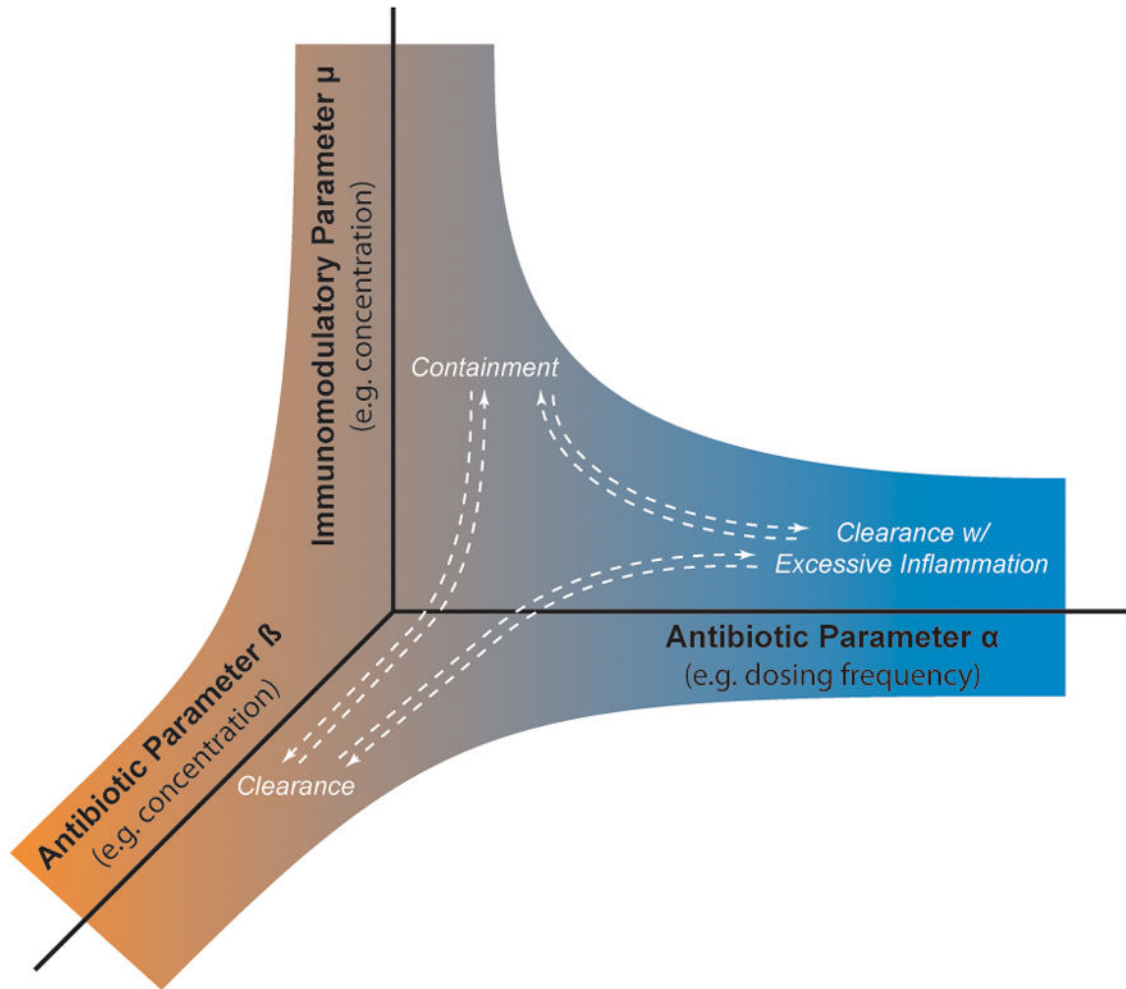 Immunomodulatory Parameter μ
(e.g. concentration)
Containment
Clearance w/
Excessive Inflammation
Antibiotic Parameter α
(e.g. dosing frequency)
Antibiotic Parameter ß
(e.g. concentration)
Clearance